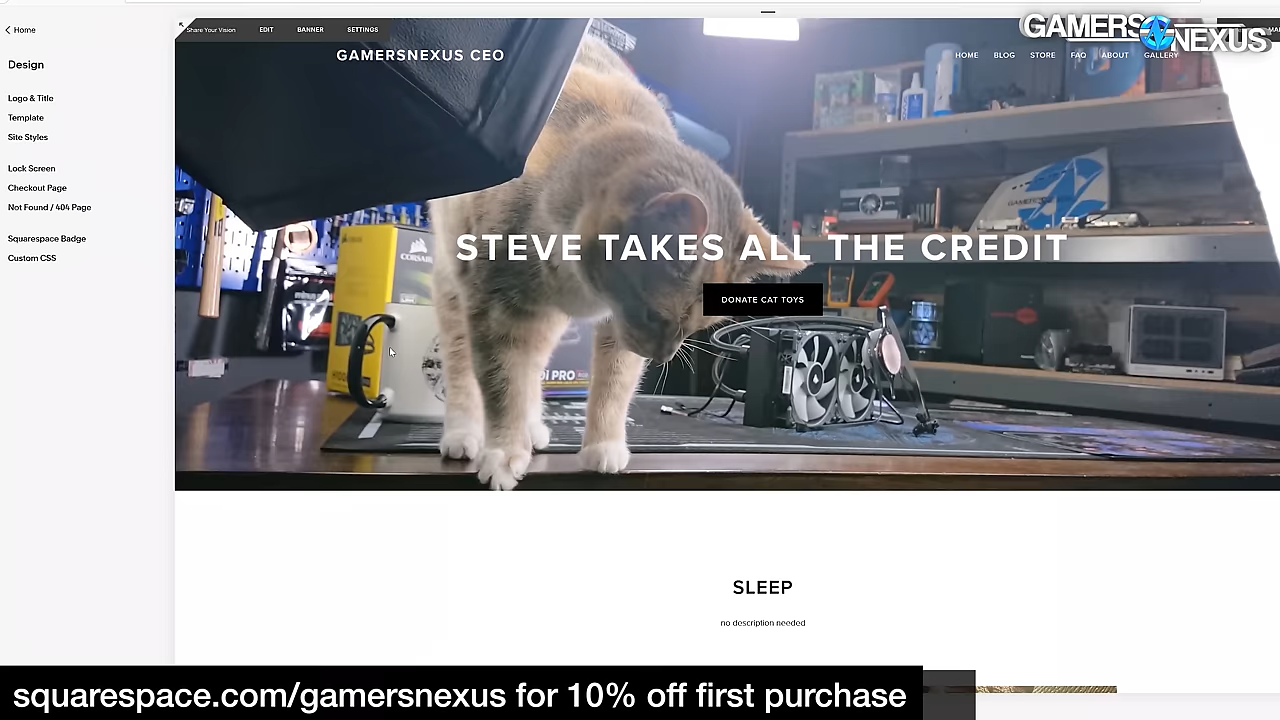 GAMERSNEXUS
Home
Share Your Vision
EDIT
BANNER
SETTINGS
GAMERSNEXUS CEO
HOME
BLOG
STORE
FAQ
ABOUT
GALLERY
Design
Logo & Title
Template
Site Styles
Lock Screen
Checkout Page
Not Found / 404 Page
Squarespace Badge
Custom CSS
CORSAIR
STEVE TAKES ALL THE CREDIT
DONATE CAT TOYS
SLEEP
no description needed
squarespace.com/gamersnexus for 10% off first purchase